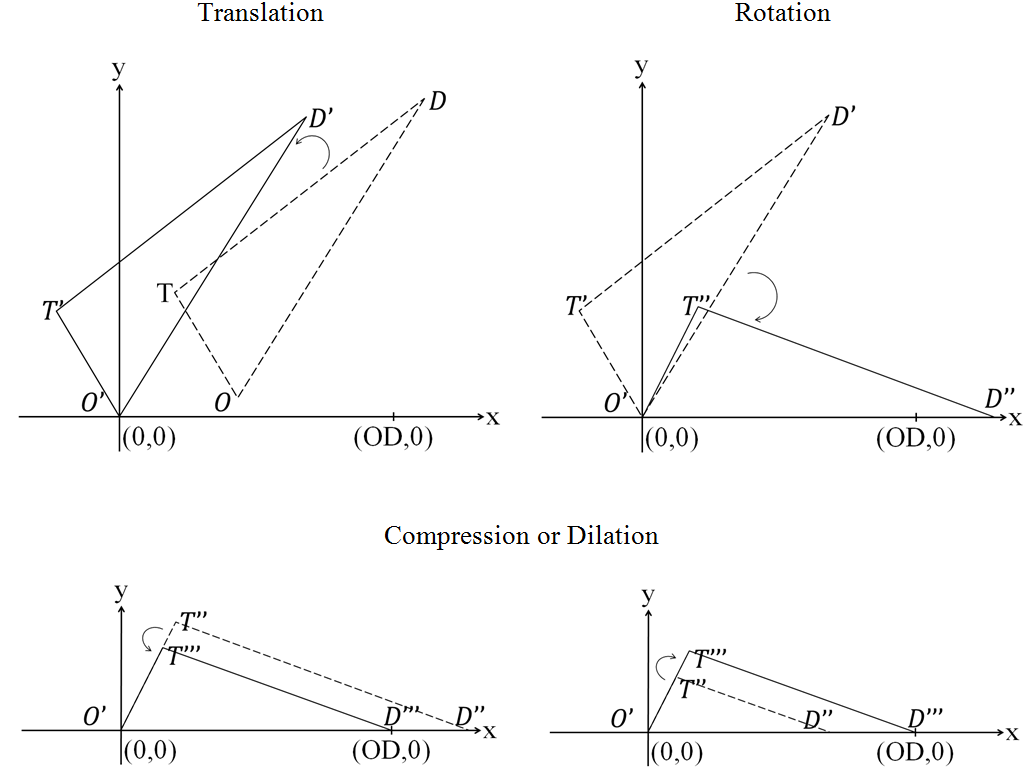 Translation
Rotation
y
D'
D
T
T'
O'
O
x
(0,0)
(OD,0)
y
D'
T'
T''
O'
D''
x
(0,0)
(OD,0)
Compression or Dilation
y
T''
T'''
O'
D'''
D''
x
(0,0)
(OD,0)
y
T'''
T''
O'
D''
D'''
x
(0,0)
(OD,0)